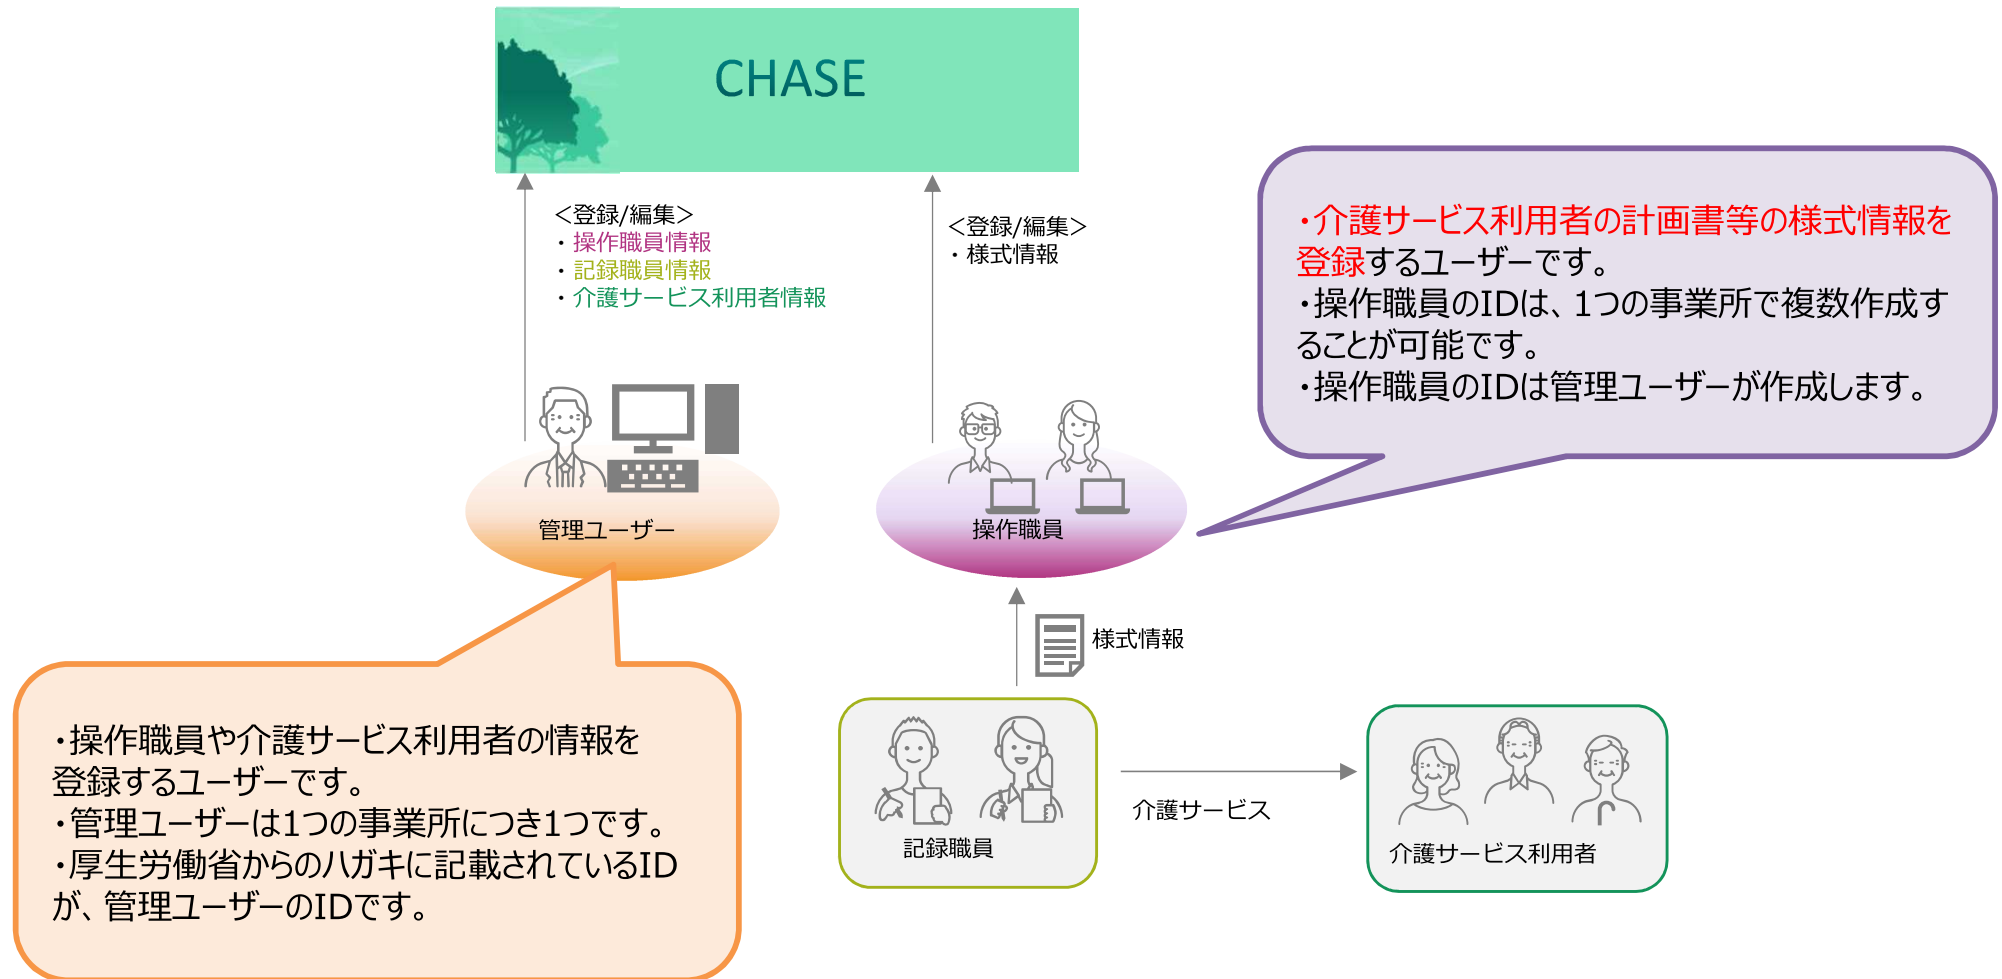 CHASE
＜登録/編集＞
・操作職員情報
・記録職員情報
・介護サービス利用者情報
＜登録/編集＞
・様式情報
・介護サービス利用者の計画書等の様式情報を
登録するユーザーです。
・操作職員のIDは、1つの事業所で複数作成す
ることが可能です。
・操作職員のIDは管理ユーザーが作成します。
管理ユーザー
操作職員
様式情報
・操作職員や介護サービス利用者の情報を
登録するユーザーです。
・管理ユーザーは1つの事業所につき1つです。
・厚生労働省からのハガキに記載されているID
が、管理ユーザーのIDです。
記録職員
介護サービス
介護サービス利用者